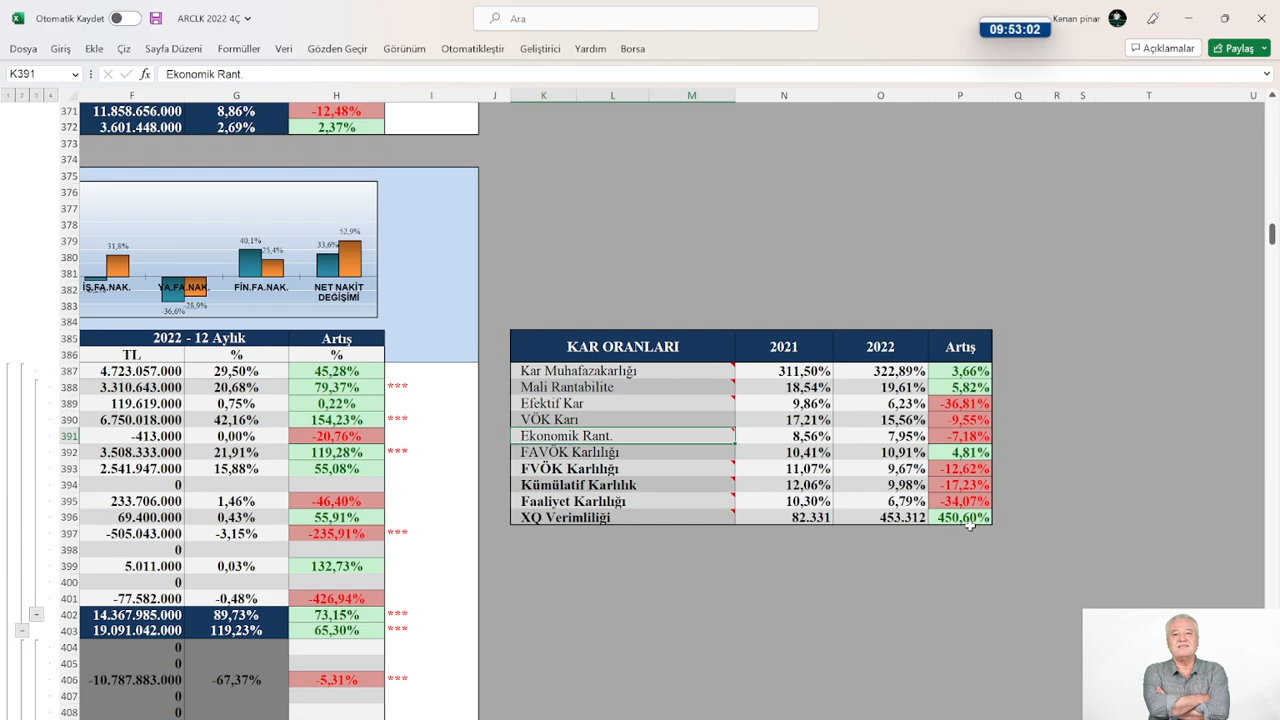 Otomatik Kaydet
ARCLK 2022 4Ç
Ara
09:53:02
Kenan pinar
Dosya Giriş Ekle Çiz Sayfa Düzeni Formüller Veri Gözden Geçir Görünüm Otomatikleştir Geliştirici Yardım Borsa
Açıklamalar
Paylaş
K391
fx Ekonomik Rant.
1 2 3 4
F G H I J K L M N O P Q R S T U
371 11.858.656.000 8,86% -12,48%
372 3.601.448.000 2,69% 2,37%
373
374
375
376
377
378
379
380
381
382
383
384
31,8% 40,1% 25,4% 33,6% 52,9%
İŞ.FA.NAK. YA.FA.NAK. FİN.FA.NAK. NET NAKİT
DEĞİŞİMİ
-36,6% -28,9%
385 2022 - 12 Aylık Artış
386 TL % %
387 4.723.057.000 29,50% 45,28%
388 3.310.643.000 20,68% 79,37% ***
389 119.619.000 0,75% 0,22%
390 6.750.018.000 42,16% 154,23% ***
391 -413.000 0,00% -20,76%
392 3.508.333.000 21,91% 119,28% ***
393 2.541.947.000 15,88% 55,08%
394 0
395 233.706.000 1,46% -46,40%
396 69.400.000 0,43% 55,91%
397 -505.043.000 -3,15% -235,91% ***
398 0
399 5.011.000 0,03% 132,73%
400 0
401 -77.582.000 -0,48% -426,94%
402 14.367.985.000 89,73% 73,15% ***
403 19.091.042.000 119,23% 65,30% ***
404 0
405 0
406 -10.787.883.000 -67,37% -5,31% ***
407 0
408 0
KAR ORANLARI 2021 2022 Artış
Kar Muhafazakarlığı 311,50% 322,89% 3,66%
Mali Rantabilite 18,54% 19,61% 5,82%
Efektif Kar 9,86% 6,23% -36,81%
VÖK Karı 17,21% 15,56% -9,55%
Ekonomik Rant. 8,56% 7,95% -7,18%
FAVÖK Karlılığı 10,41% 10,91% 4,81%
FVÖK Karlılığı 11,07% 9,67% -12,62%
Kümülatif Karlılık 12,06% 9,98% -17,23%
Faaliyet Karlılığı 10,30% 6,79% -34,07%
XQ Verimliliği 82.331 453.312 450,60%